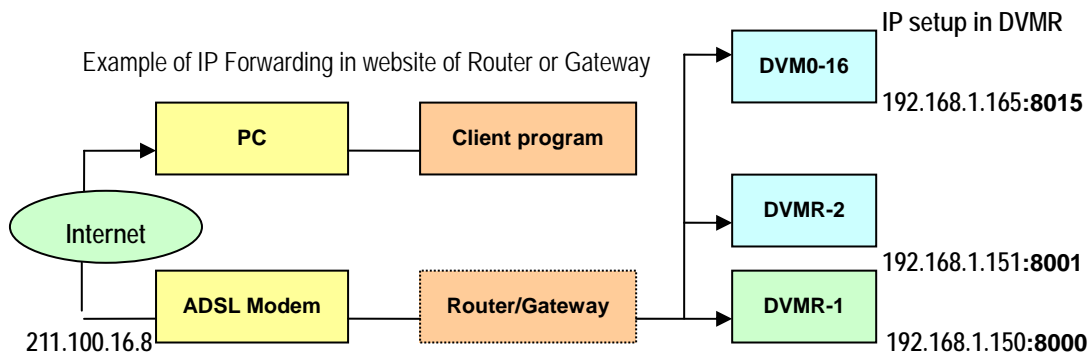 IP setup in DVMR
Example of IP Forwarding in website of Router or Gateway
DVM0-16
192.168.1.165:8015
PC
Client program
DVMR-2
Internet
192.168.1.151:8001
ADSL Modem
Router/Gateway
DVMR-1
211.100.16.8
192.168.1.150:8000